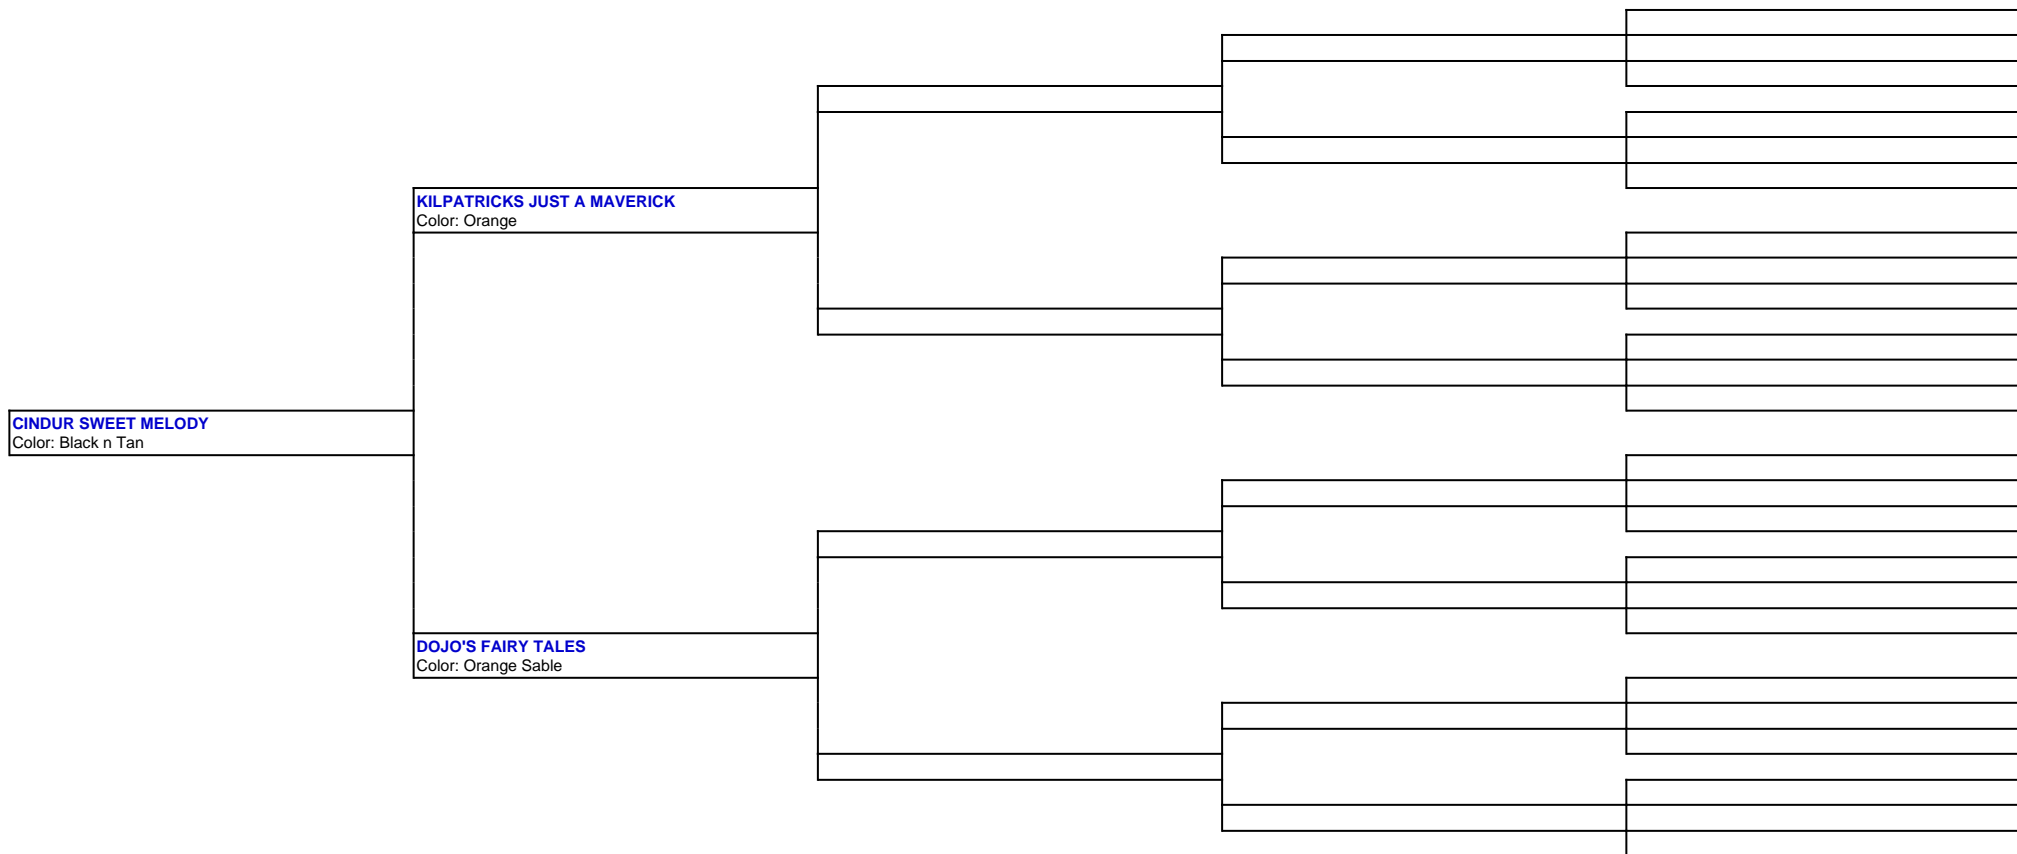 KILPATRICKS JUST A MAVERICK
Color: Orange
CINDUR SWEET MELODY
Color: Black n Tan
DOJO'S FAIRY TALES
Color: Orange Sable